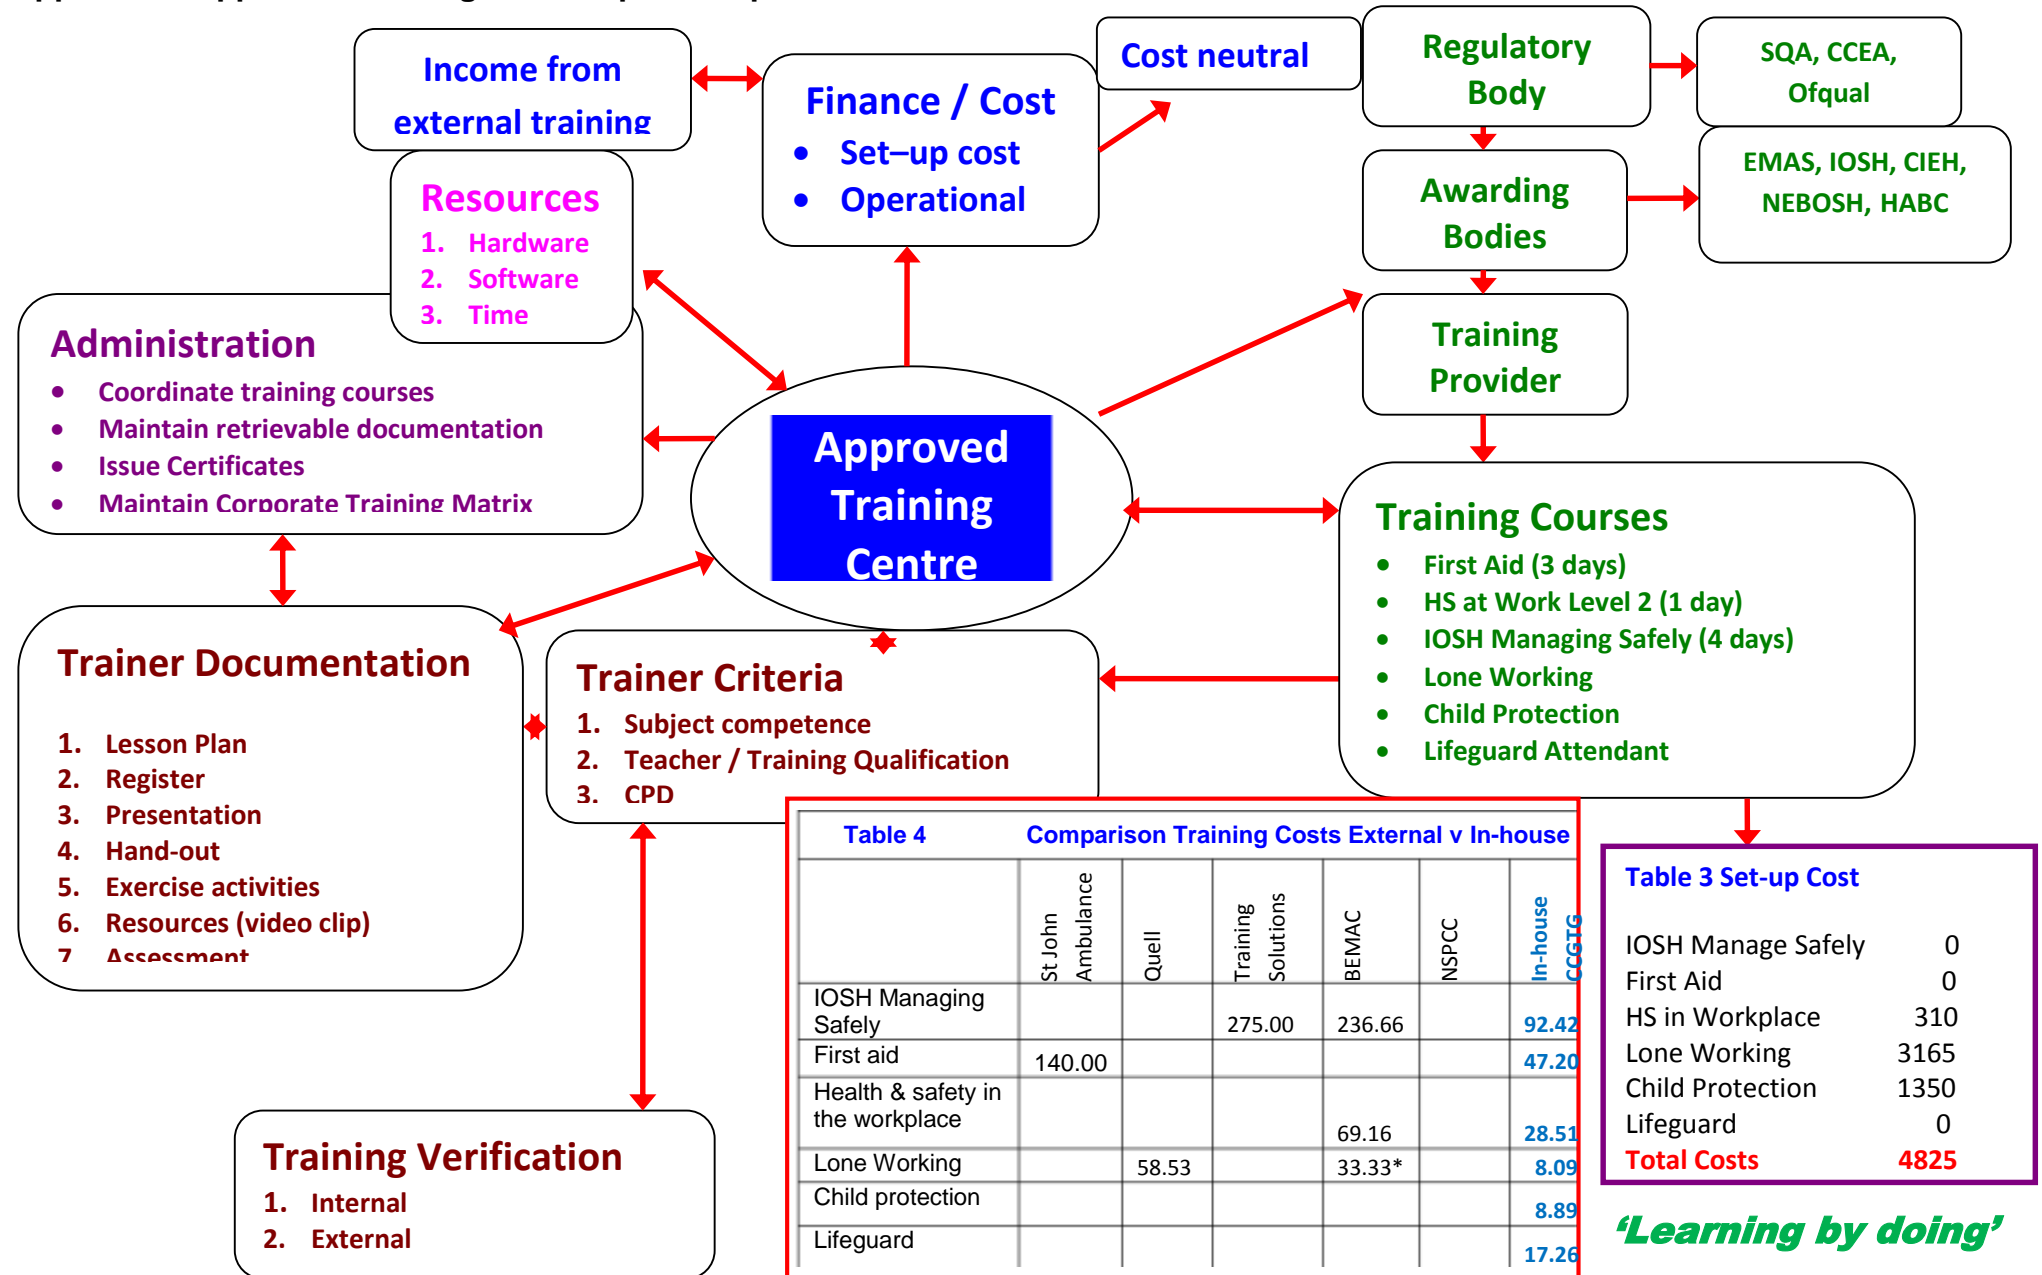 Income from
external training
Finance / Cost
• Set–up cost
• Operational
Cost neutral
Regulatory
Body
SQA, CCEA,
Ofqual
EMAS, IOSH, CIEH,
NEBOSH, HABC
Awarding
Bodies
Training
Provider
Resources
1. Hardware
2. Software
3. Time
Administration
• Coordinate training courses
• Maintain retrievable documentation
• Issue Certificates
• Maintain Corporate Training Matrix
Approved
Training
Centre
Training Courses
• First Aid (3 days)
• HS at Work Level 2 (1 day)
• IOSH Managing Safely (4 days)
• Lone Working
• Child Protection
• Lifeguard Attendant
Trainer Documentation
1. Lesson Plan
2. Register
3. Presentation
4. Hand-out
5. Exercise activities
6. Resources (video clip)
7. Assessment
Trainer Criteria
1. Subject competence
2. Teacher / Training Qualification
3. CPD
Training Verification
1. Internal
2. External
Table 4 Comparison Training Costs External v In-house
St John
Ambulance
Quell
Training
Solutions
BEMAC
NSPCC
In-house
CCGTG
IOSH Managing
Safely 275.00 236.66 92.42
First aid 140.00 47.20
Health & safety in
the workplace 69.16 28.51
Lone Working 58.53 33.33* 8.09
Child protection 8.89
Lifeguard 17.26
Table 3 Set-up Cost
IOSH Manage Safely 0
First Aid 0
HS in Workplace 310
Lone Working 3165
Child Protection 1350
Lifeguard 0
Total Costs 4825
‘Learning by doing’